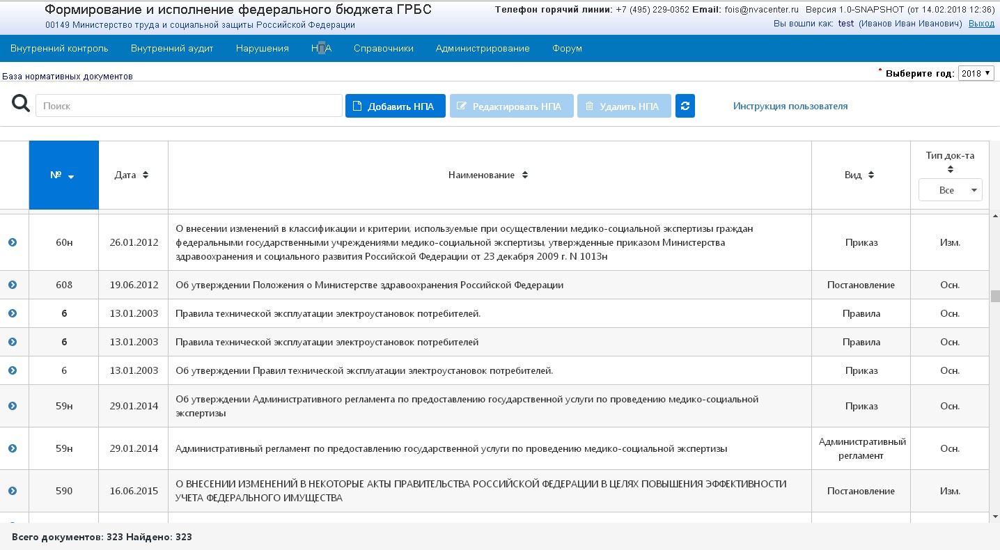 Формирование и исполнение федерального бюджета ГРБС
Телефон горячий линии: +7 (495) 229-0352 Email: fois@nvacenter.ru Версия 1.0-SNAPSHOT (от 14.02.2018 12:36)
00149 Министерство труда и социальной защиты Российской Федерации
Вы вошли как: test (Иванов Иван Иванович) Выход
Внутренний контроль Внутренний аудит Нарушения НПА Справочники Администрирование Форум
База нормативных документов
* Выберите год: 2018
Поиск Добавить НПА Редактировать НПА Удалить НПА Инструкция пользователя
№ Дата Наименование Вид Тип док-та
Все
60н 26.01.2012 О внесении изменений в классификации и критерии, используемые при осуществлении медико-социальной экспертизы граждан
федеральными государственными учреждениями медико-социальной экспертизы, утвержденные приказом Министерства
здравоохранения и социального развития Российской Федерации от 23 декабря 2009 г. N 1013н
Приказ Изм.
608 19.06.2012 Об утверждении Положения о Министерстве здравоохранения Российской Федерации Постановление Осн.
6 13.01.2003 Правила технической эксплуатации электроустановок потребителей. Правила Осн.
6 13.01.2003 Правила технической эксплуатации электроустановок потребителей Правила Осн.
6 13.01.2003 Об утверждении Правил технической эксплуатации электроустановок потребителей. Приказ Осн.
59н 29.01.2014 Об утверждении Административного регламента по предоставлению государственной услуги по проведению медико-социальной
экспертизы
Приказ Осн.
59н 29.01.2014 Административный регламент по предоставлению государственной услуги по проведению медико-социальной экспертизы
Административный
регламент
Осн.
590 16.06.2015 О ВНЕСЕНИИ ИЗМЕНЕНИЙ В НЕКОТОРЫЕ АКТЫ ПРАВИТЕЛЬСТВА РОССИЙСКОЙ ФЕДЕРАЦИИ В ЦЕЛЯХ ПОВЫШЕНИЯ ЭФФЕКТИВНОСТИ
УЧЕТА ФЕДЕРАЛЬНОГО ИМУЩЕСТВА
Постановление Изм.
Всего документов: 323 Найдено: 323